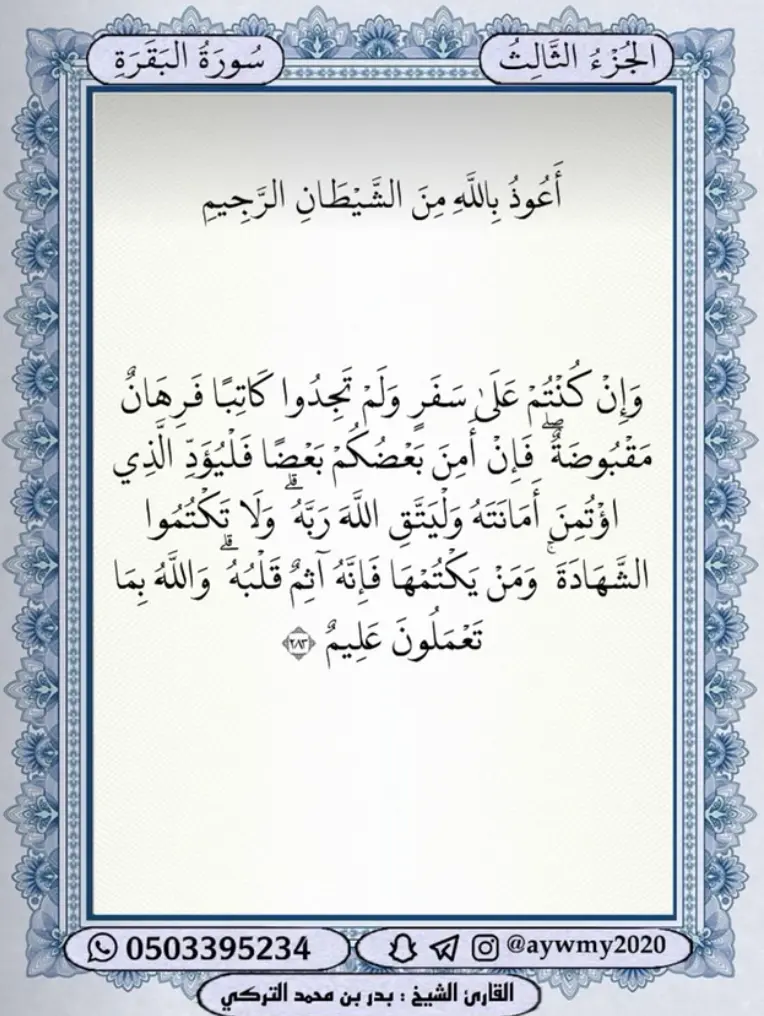 الجُزْءُ الثَّالِثُ
سُورَةُ البَقَرَةِ
أَعُوذُ بِاللَّهِ مِنَ الشَّيْطَانِ الرَّجِيمِ
وَإِنْ كُنْتُمْ عَلَىٰ سَفَرٍ وَلَمْ تَجِدُوا كَاتِبًا فَرِهَانٌ
مَقْبُوضَةٌ ۖ فَإِنْ أَمِنَ بَعْضُكُمْ بَعْضًا فَلْيُؤَدِّ الَّذِي
اؤْتُمِنَ أَمَانَتَهُ وَلْيَتَّقِ اللَّهَ رَبَّهُ ۗ وَلَا تَكْتُمُوا
الشَّهَادَةَ ۚ وَمَنْ يَكْتُمْهَا فَإِنَّهُ آثِمٌ قَلْبُهُ ۗ وَاللَّهُ بِمَا
تَعْمَلُونَ عَلِيمٌ ﴿٢٨٣﴾
0503395234
@aywmy2020
القارئ الشيخ : بدر بن محمد التركي